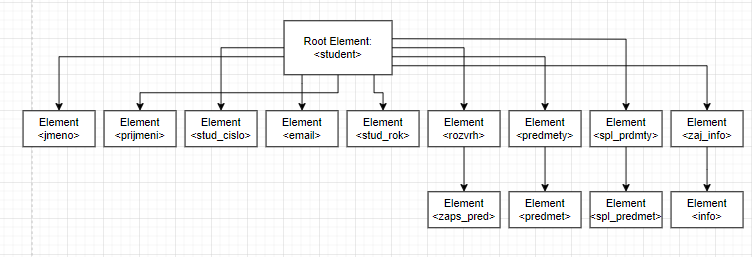 Root Element:
<student>
Element
<jmeno>
Element
<prijmeni>
Element
<stud_cislo>
Element
<email>
Element
<stud_rok>
Element
<rozvrh>
Element
<predmety>
Element
<spl_prdmty>
Element
<zaj_info>
Element
<zaps_pred>
Element
<predmet>
Element
<spl_predmet>
Element
<info>